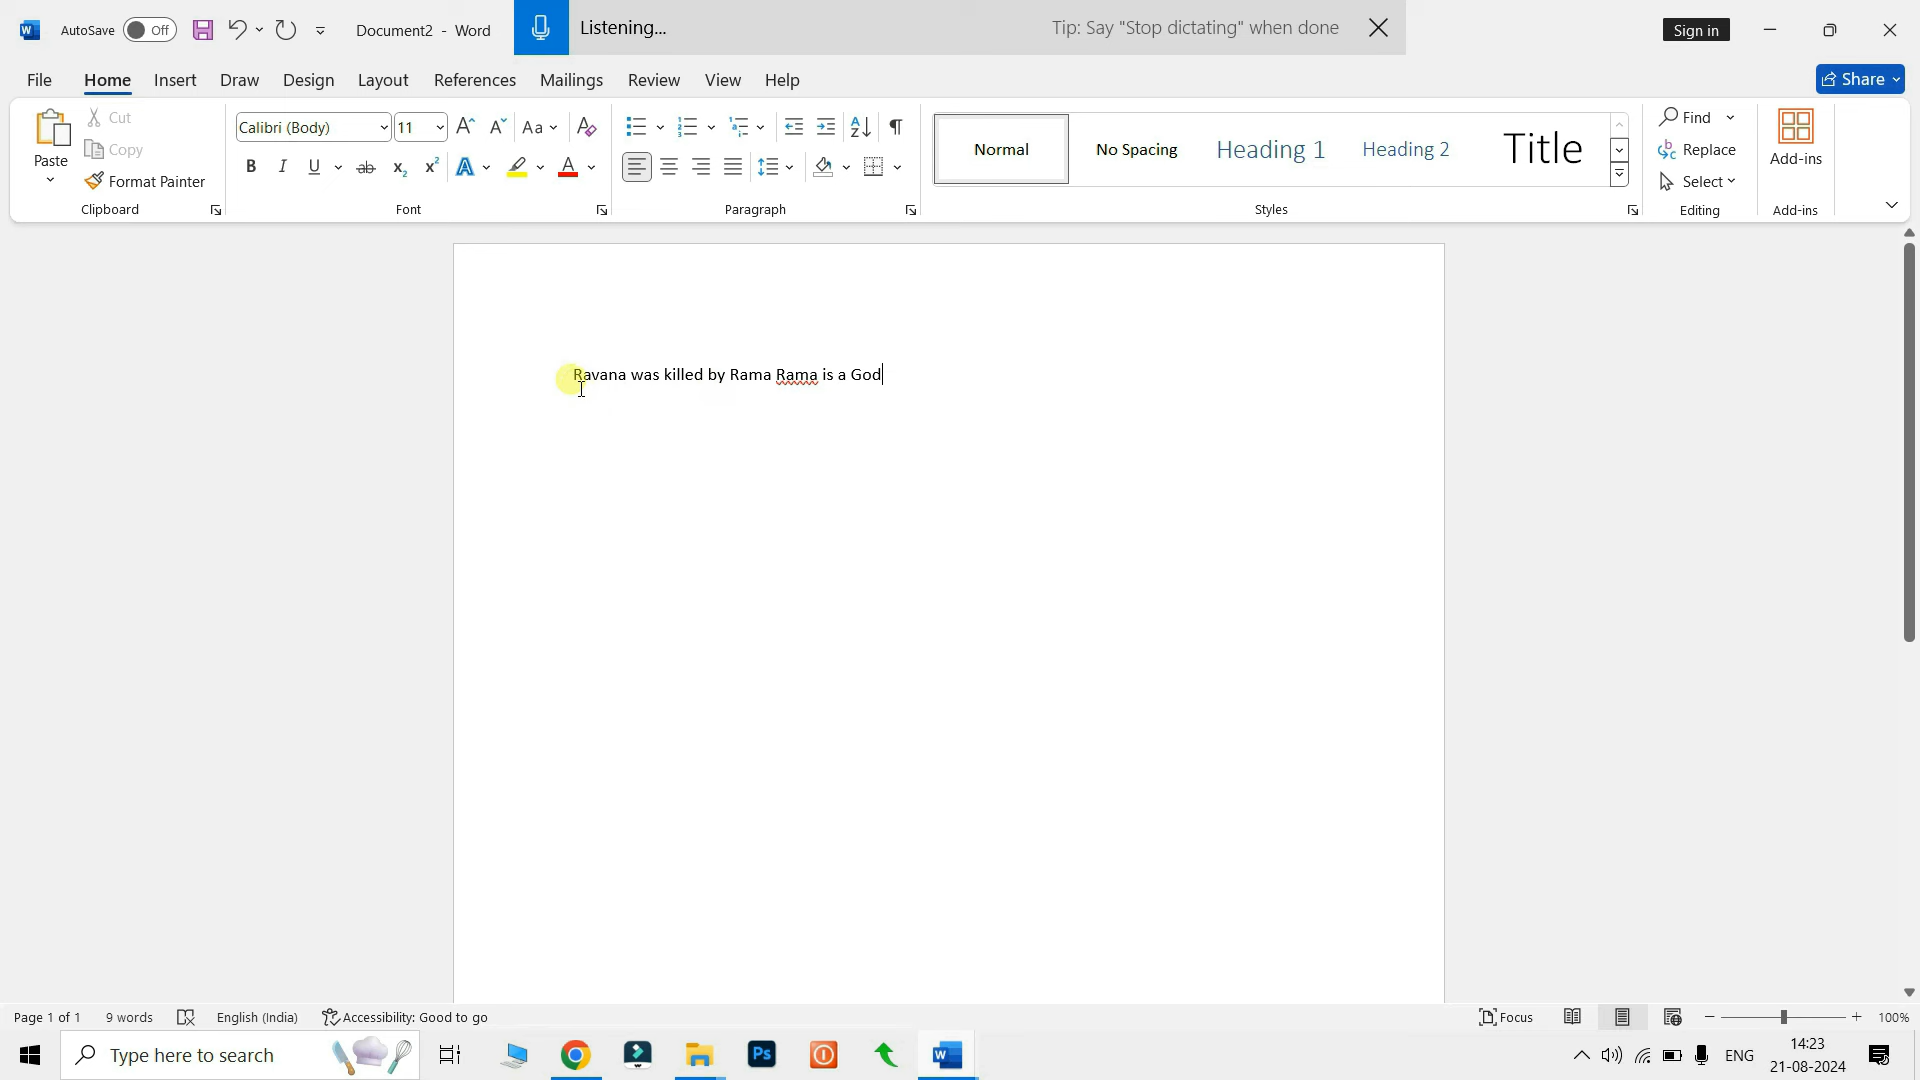 AutoSave Off Document2 - Word Listening... Tip: Say "Stop dictating" when done Sign in
File Home Insert Draw Design Layout References Mailings Review View Help Share
Paste Cut Copy Format Painter Clipboard
Calibri (Body) 11 Aa Font
Paragraph
Normal No Spacing Heading 1 Heading 2 Title Styles
Find Replace Select Editing
Add-ins Add-ins
Ravana was killed by Rama Rama is a God
Page 1 of 1 9 words English (India) Accessibility: Good to go Focus 100%
Type here to search Ps ENG 14:23
21-08-2024